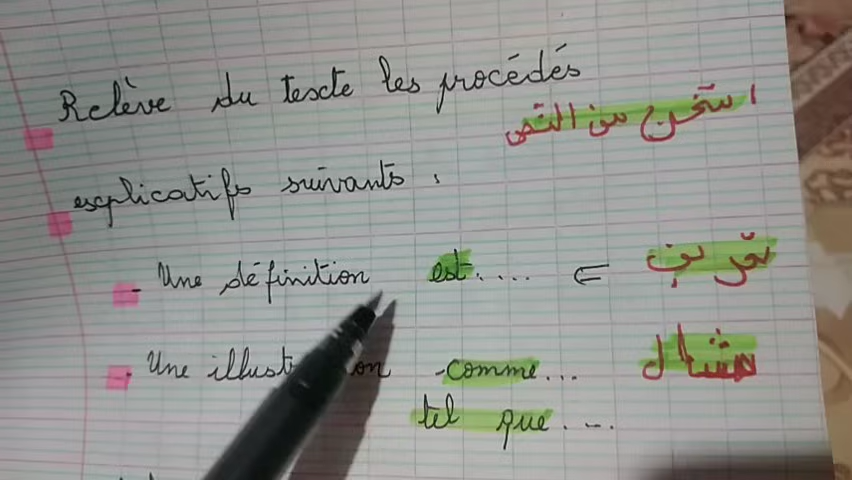 Relève du texte les procédés
استخرج من النص
explicatifs suivants :
- Une définition est.... ⊂ تعريف
- Une illust on - comme... مثال
tel que....